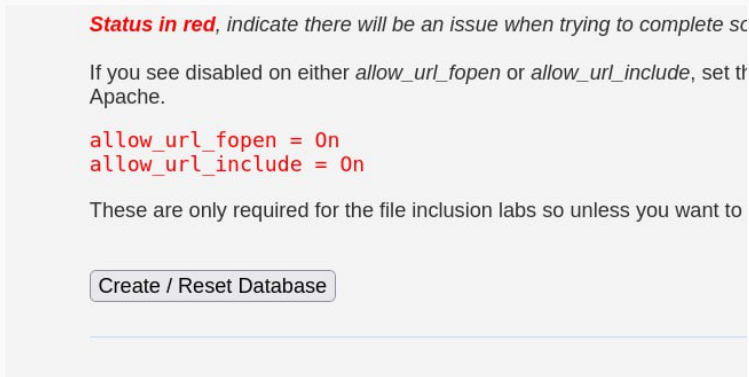 Status in red, indicate there will be an issue when trying to complete
If you see disabled on either allow_url_fopen or allow_url_include, set
Apache.
allow_url_fopen = On
allow_url_include = On
These are only required for the file inclusion labs so unless you want to
Create / Reset Database